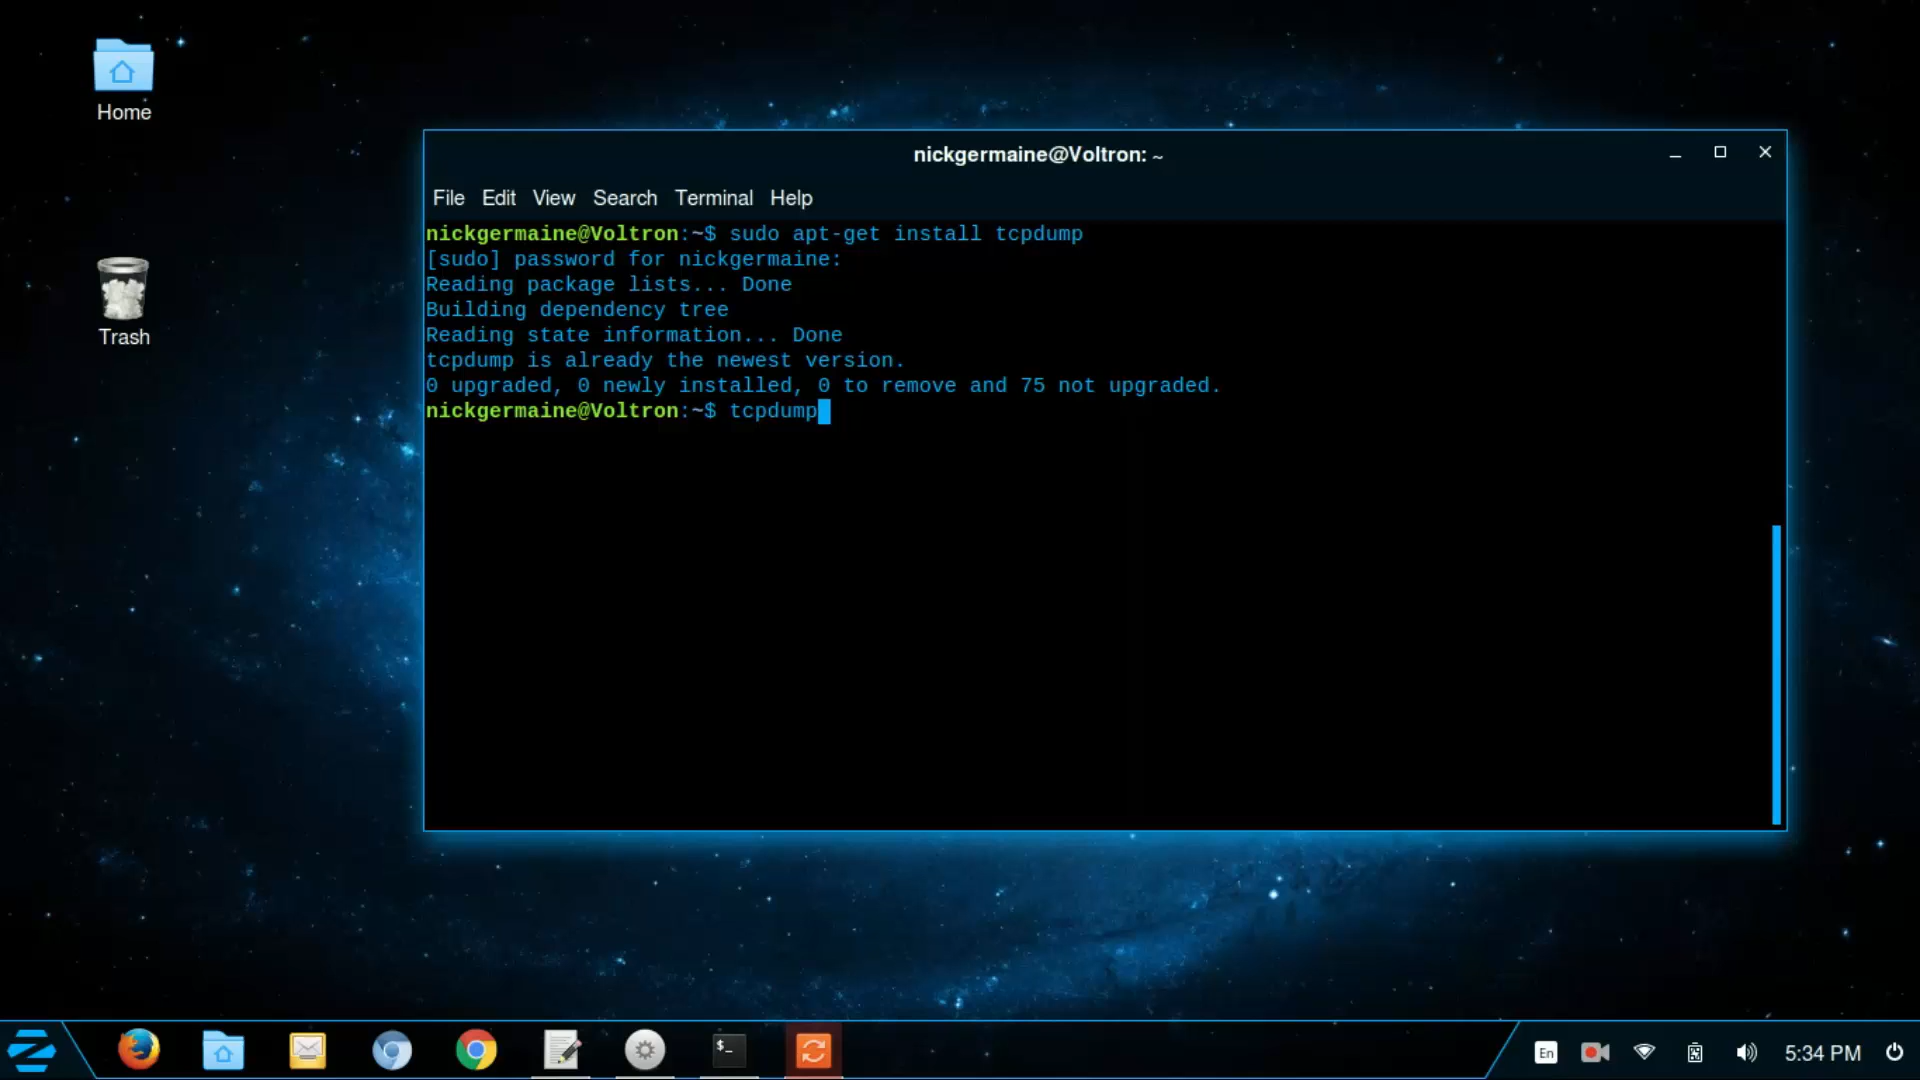 Home
Trash
nickgermaine@Voltron: ~
File Edit View Search Terminal Help
nickgermaine@Voltron:~$ sudo apt-get install tcpdump
[sudo] password for nickgermaine:
Reading package lists... Done
Building dependency tree
Reading state information... Done
tcpdump is already the newest version.
0 upgraded, 0 newly installed, 0 to remove and 75 not upgraded.
nickgermaine@Voltron:~$ tcpdump
$_
En
5:34 PM